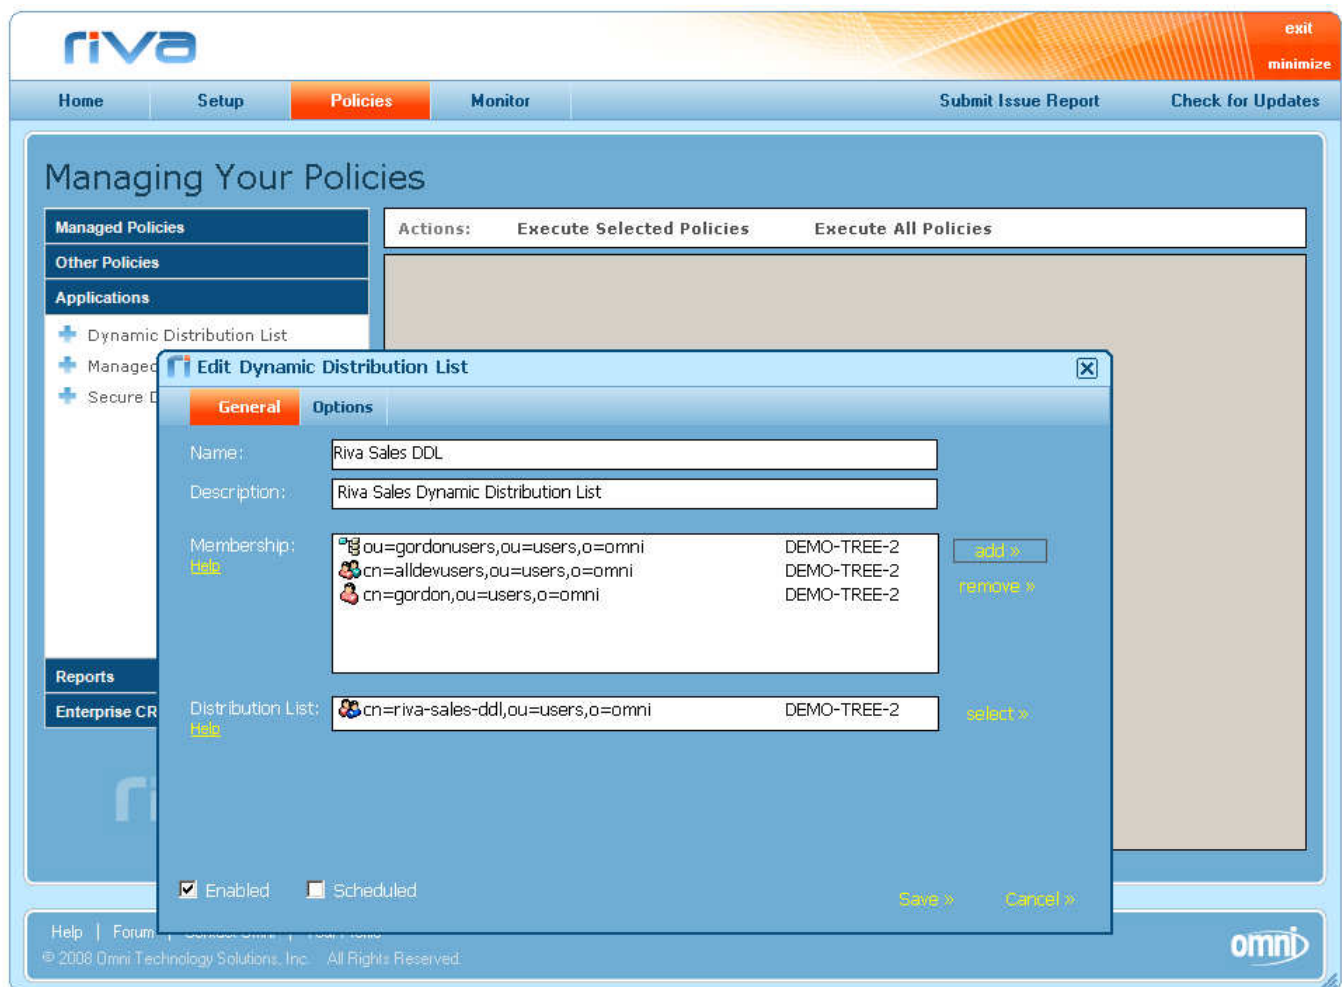 riva
exit
minimize
Home Setup Policies Monitor Submit Issue Report Check for Updates
Managing Your Policies
Managed Policies
Other Policies
Applications
Dynamic Distribution List
Managed
Secure
Reports
Enterprise CR
Actions: Execute Selected Policies Execute All Policies
Edit Dynamic Distribution List
General Options
Name: Riva Sales DDL
Description: Riva Sales Dynamic Distribution List
Membership:
Help
ou=gordonusers,ou=users,o=omni DEMO-TREE-2
cn=alldevusers,ou=users,o=omni DEMO-TREE-2
cn=gordon,ou=users,o=omni DEMO-TREE-2
add »
remove »
Distribution List: cn=riva-sales-ddl,ou=users,o=omni DEMO-TREE-2 select »
Help
Enabled Scheduled
Save » Cancel »
Help | Forum |
© 2008 Omni Technology Solutions, Inc. All Rights Reserved.
omni